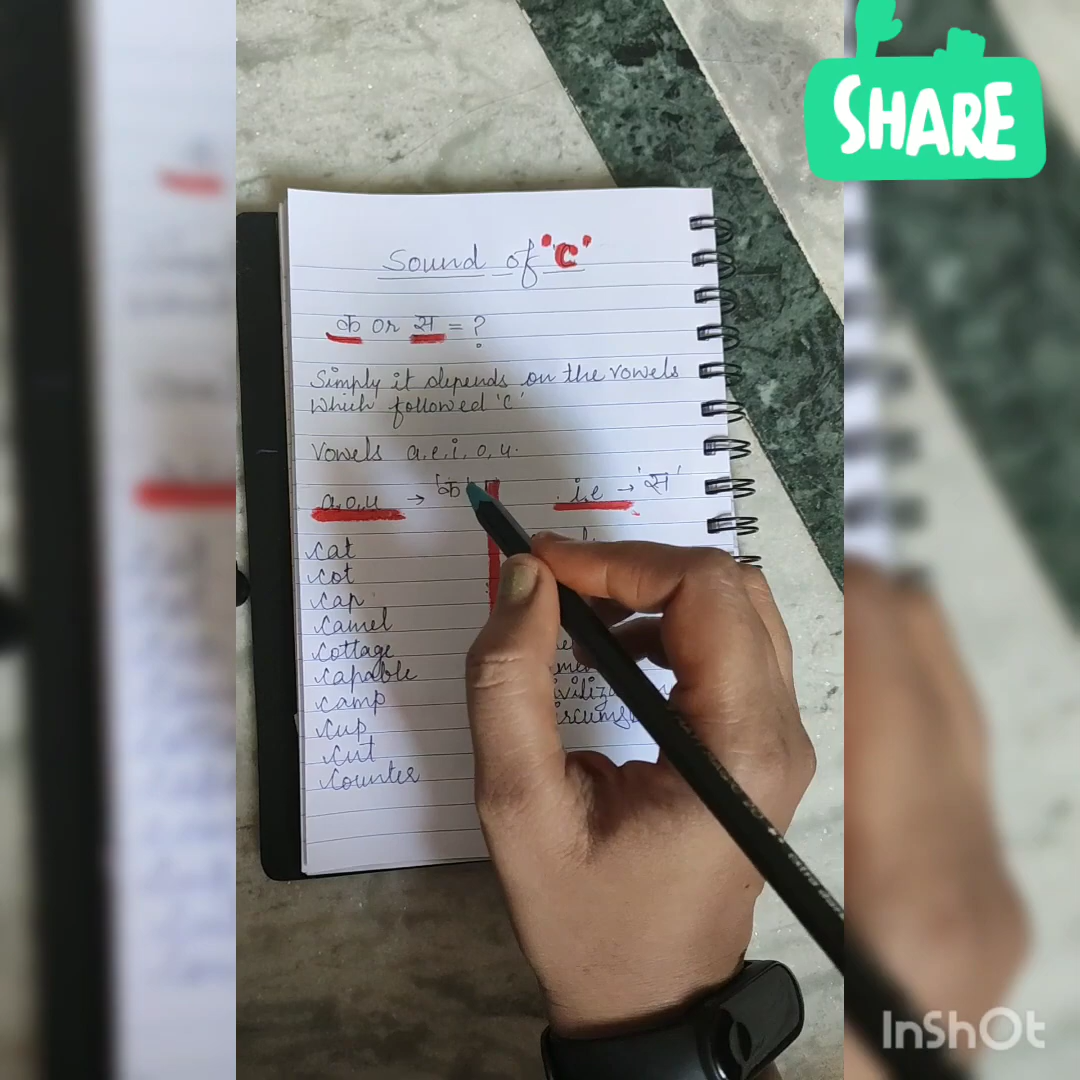 SHARE
Sound of "C"
क or स = ?
Simply it depends on the vowels
which followed 'C'
Vowels a, e, i, o, u.
a,o,u → 'क'
i,e → 'स'
cat
cot
cap
camel
cottage
capable
camp
cup
cut
counter
InShOt